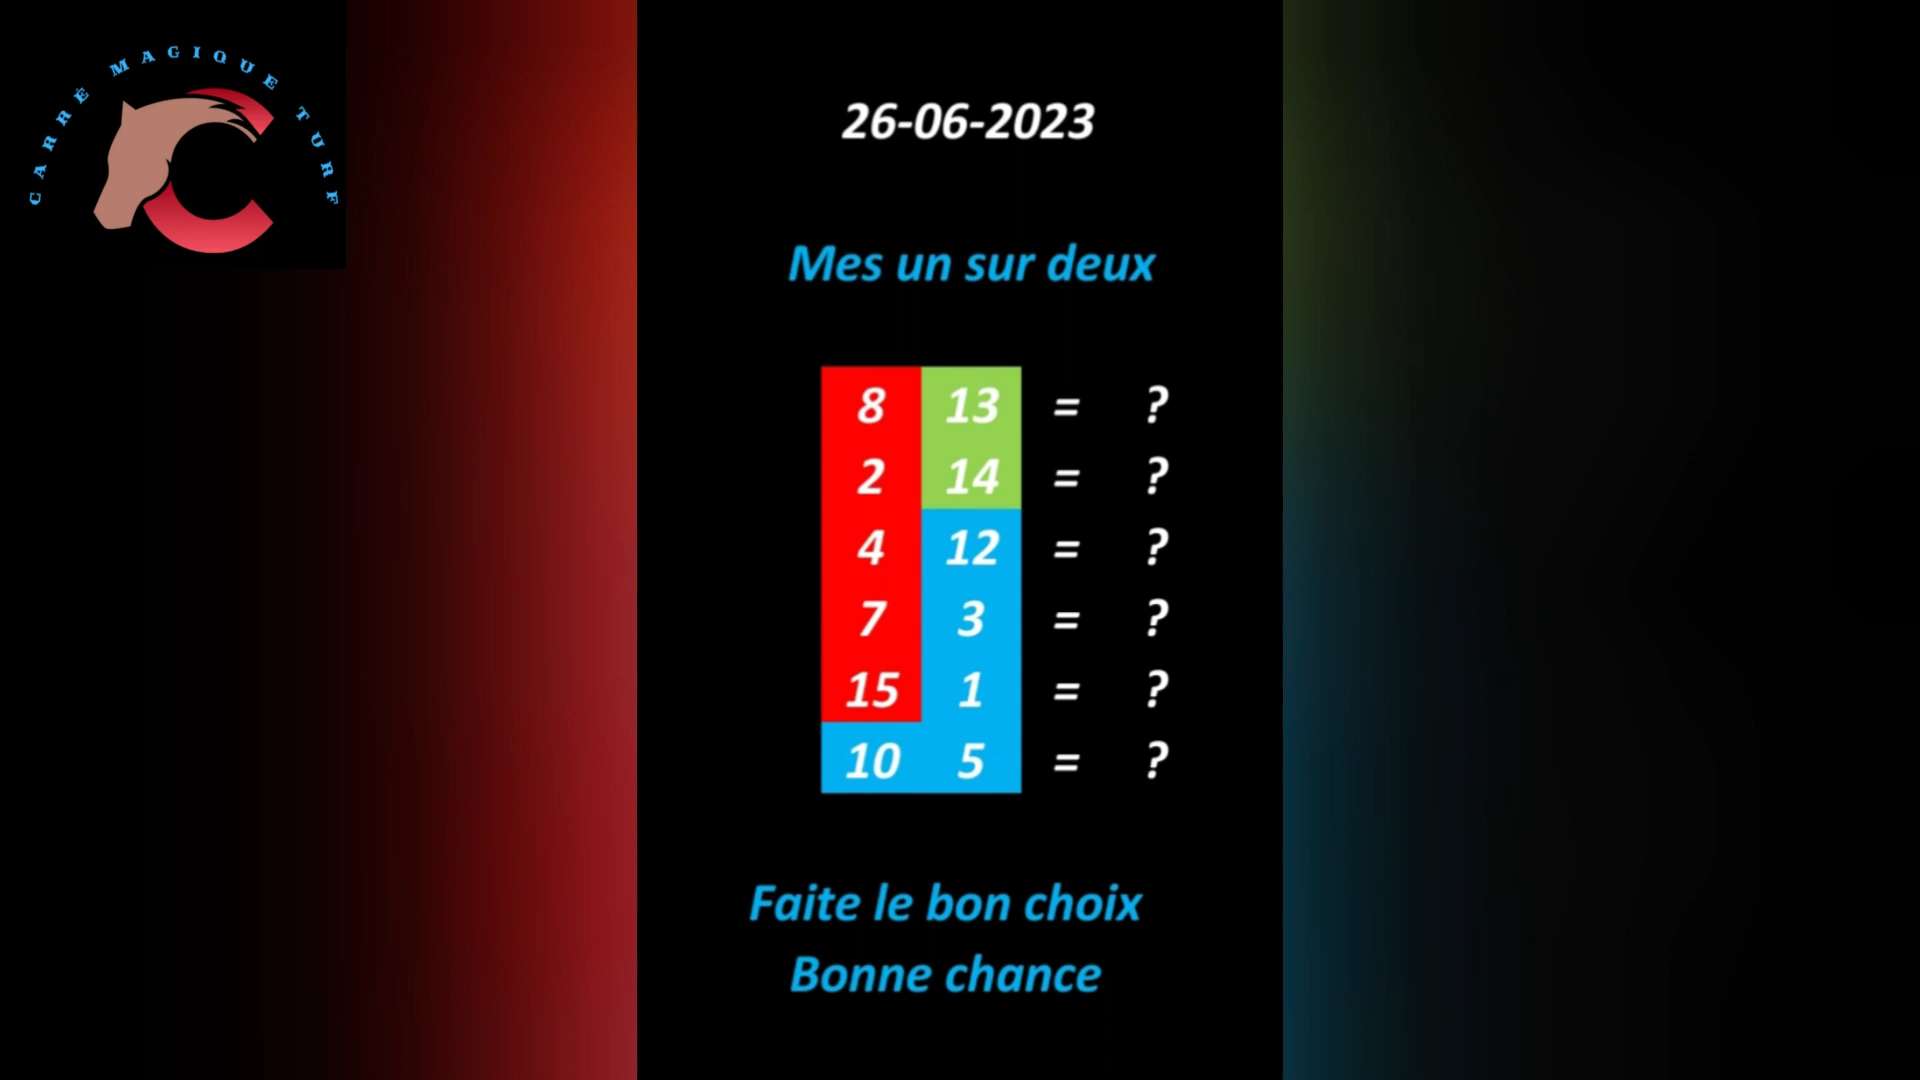 CARRÉ MAGIQUE TURF
26-06-2023
Mes un sur deux
8 13 = ?
2 14 = ?
4 12 = ?
7 3 = ?
15 1 = ?
10 5 = ?
Faite le bon choix
Bonne chance